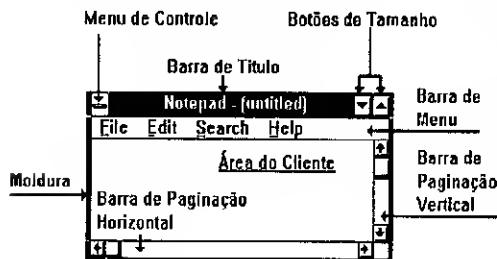 Menu de Controle
Botões de Tamanho
Barra de Titulo
Notepad - (untitled)
File Edit Search Help
Barra de
Menu
Área do Cliente
Moldura
Barra de
Paginação
Vertical
Barra de Paginação
Horizontal